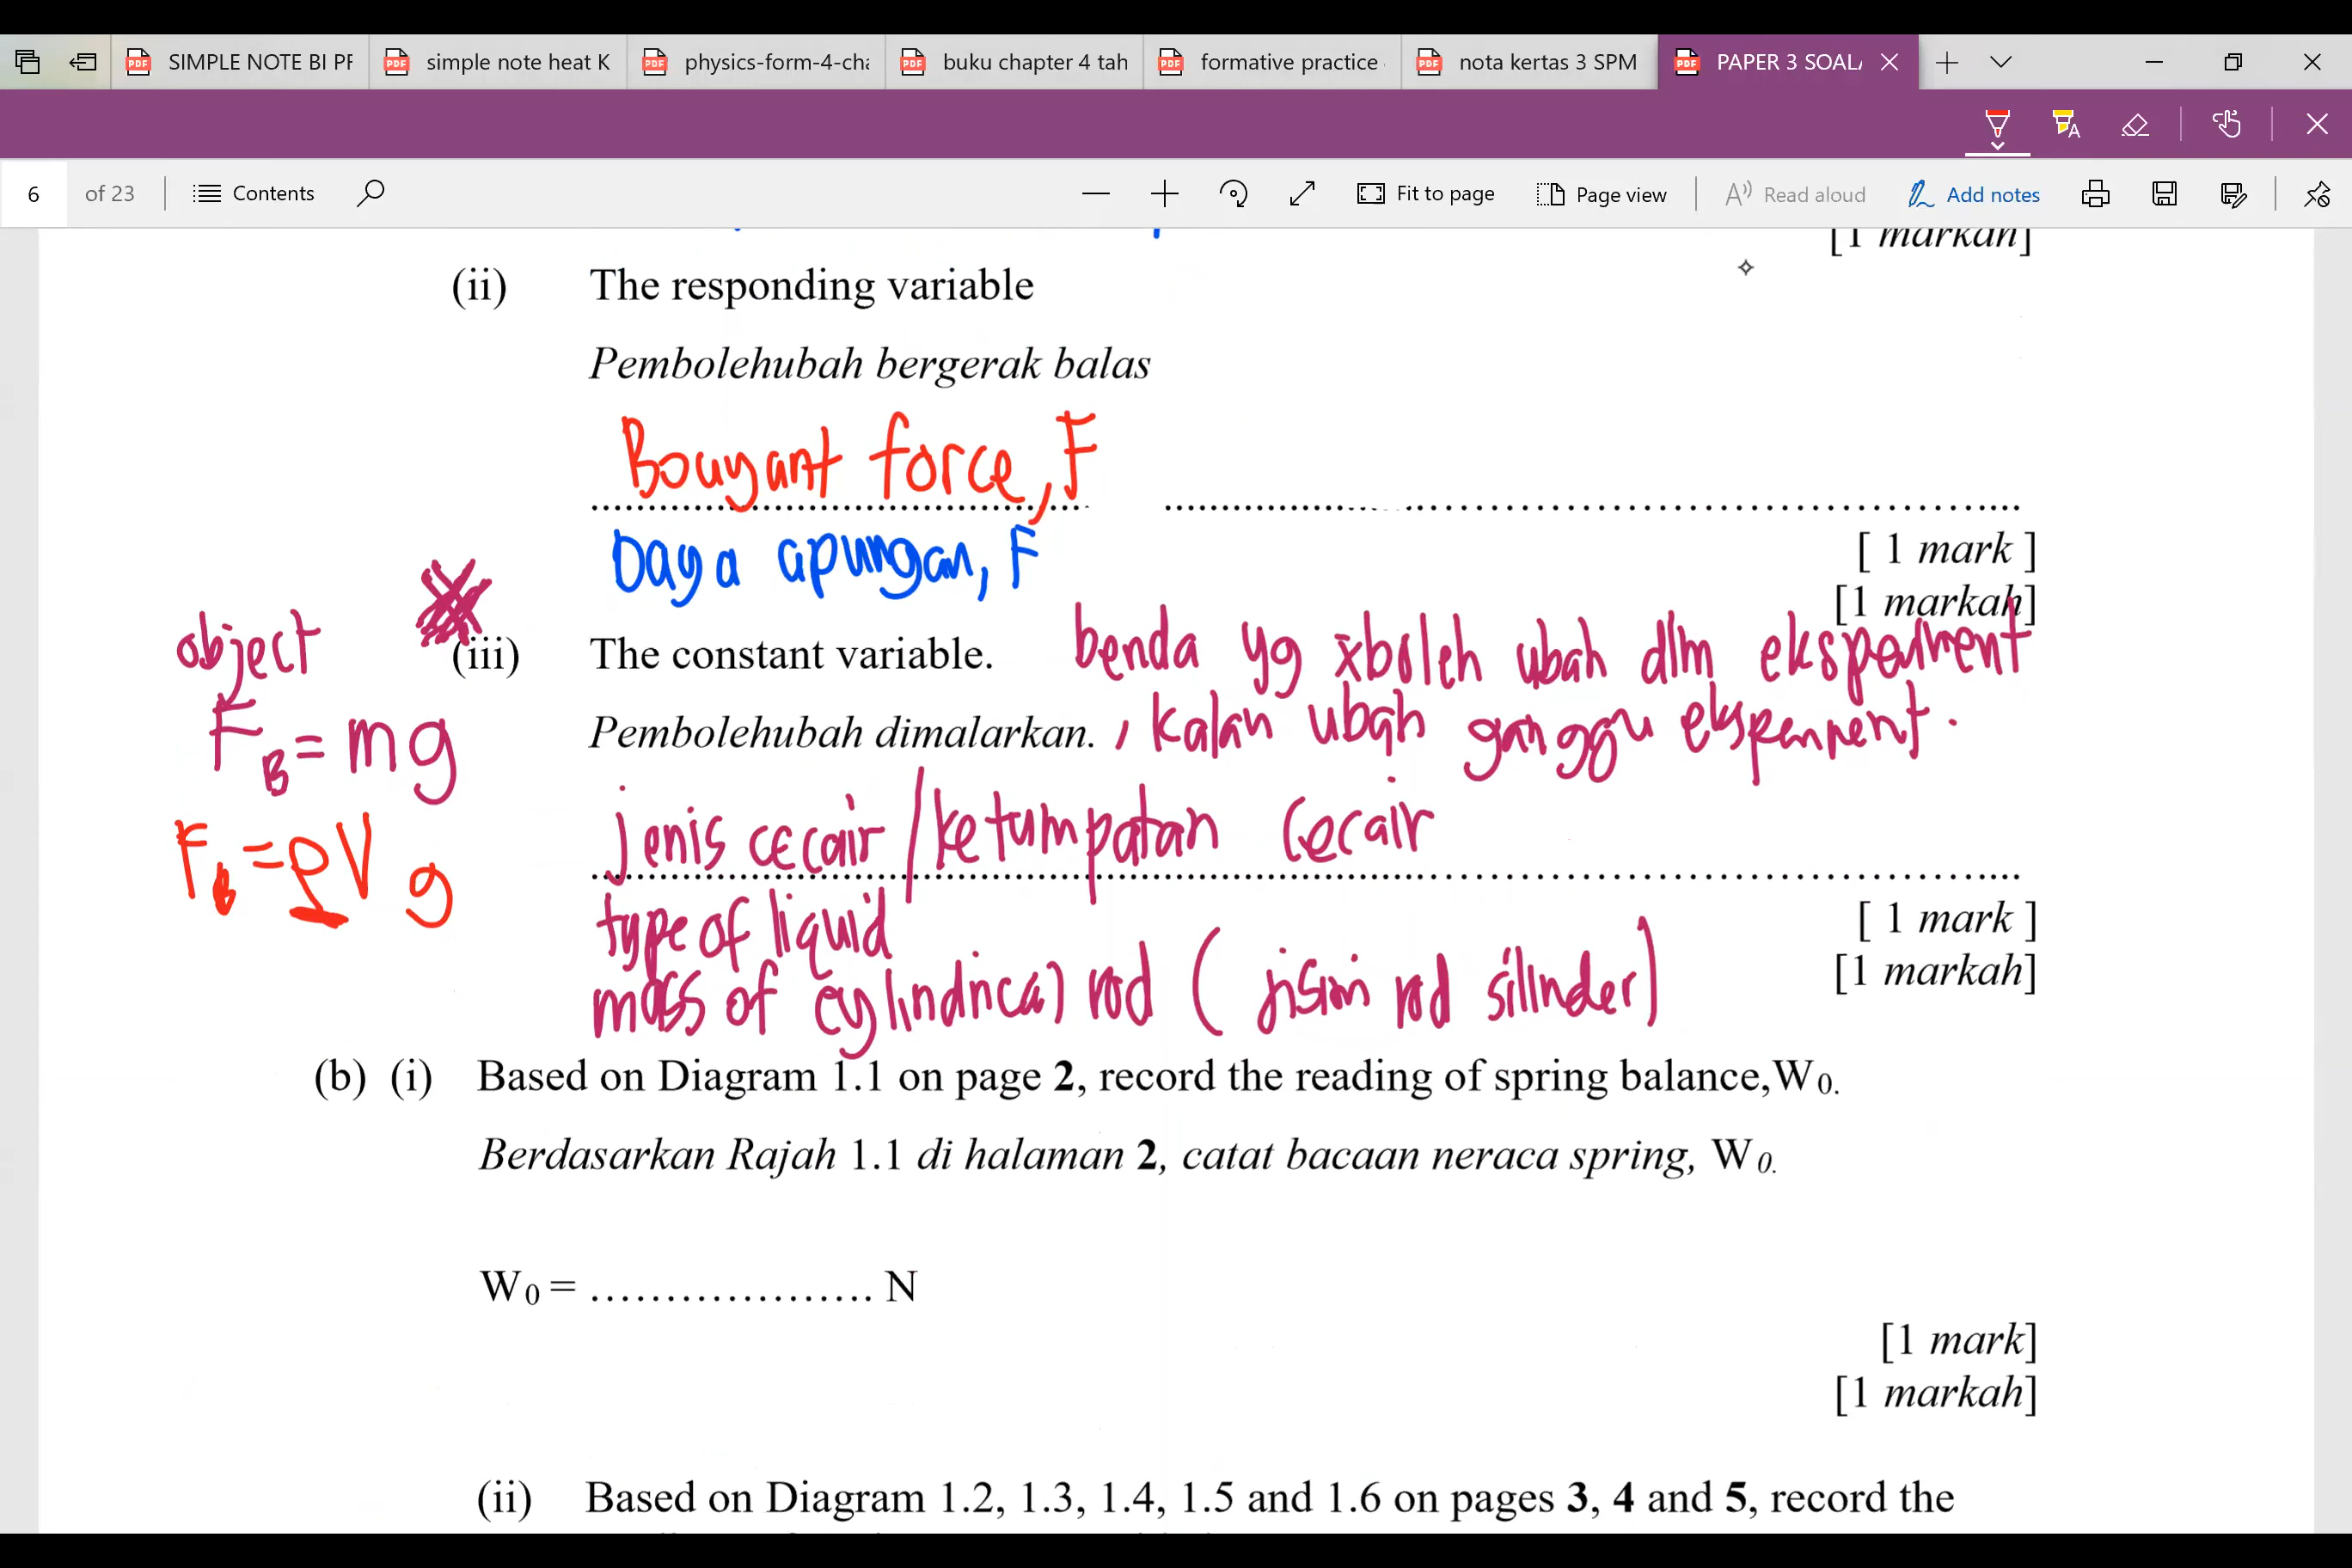 SIMPLE NOTE BI PF
simple note heat K
physics-form-4-cha
buku chapter 4 tah
formative practice
nota kertas 3 SPM
PAPER 3 SOAL
6 of 23 Contents Fit to page Page view Read aloud Add notes
[1 markah]
(ii) The responding variable
Pembolehubah bergerak balas
Bouyant force, F
Daya apungan, F
[ 1 mark ]
[1 markah]
object
(iii) The constant variable. benda yg xboleh ubah dlm eksperiment
Pembolehubah dimalarkan. , kalau ubah ganggu eksperiment.
FB = mg
jenis cecair / ketumpatan cecair
FB = ρVg
type of liquid
[ 1 mark ]
mass of cylindrical rod ( jisim rod silinder)
[1 markah]
(b) (i) Based on Diagram 1.1 on page 2, record the reading of spring balance,W0.
Berdasarkan Rajah 1.1 di halaman 2, catat bacaan neraca spring, W0.
W0 = ................... N
[1 mark]
[1 markah]
(ii) Based on Diagram 1.2, 1.3, 1.4, 1.5 and 1.6 on pages 3, 4 and 5, record the